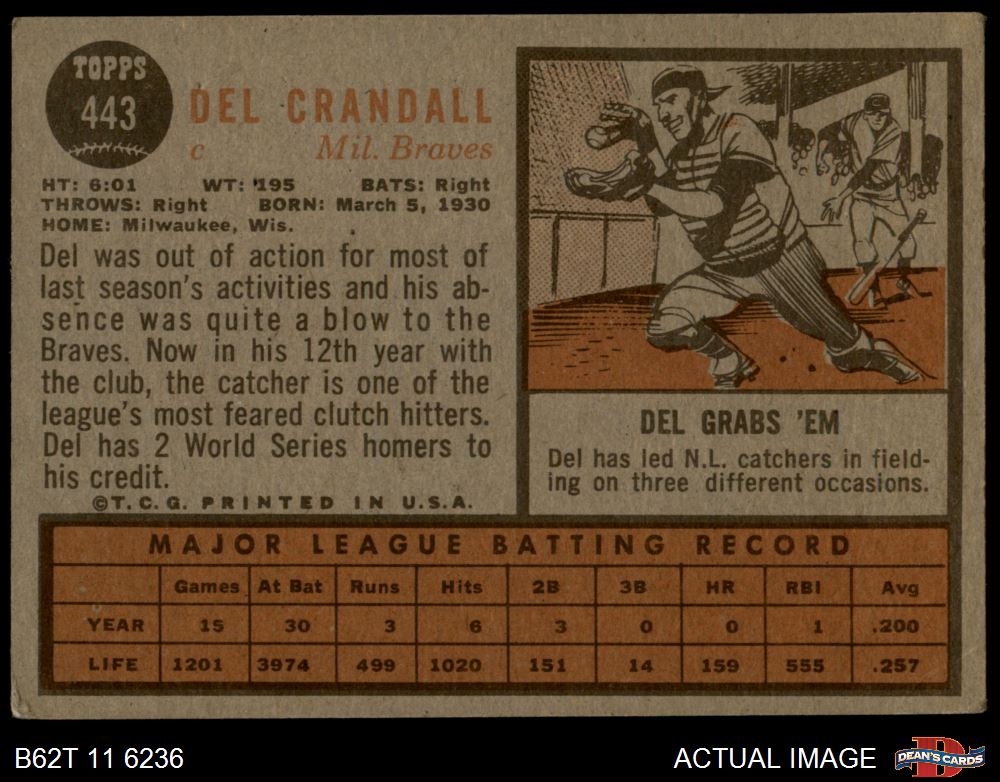 TOPPS
443
DEL CRANDALL
c Mil. Braves
HT: 6:01 WT: '195 BATS: Right
THROWS: Right BORN: March 5, 1930
HOME: Milwaukee, Wis.
Del was out of action for most of
last season's activities and his ab-
sence was quite a blow to the
Braves. Now in his 12th year with
the club, the catcher is one of the
league's most feared clutch hitters.
Del has 2 World Series homers to
his credit.
©T.C.G. PRINTED IN U.S.A.
DEL GRABS 'EM
Del has led N.L. catchers in field-
ing on three different occasions.
MAJOR LEAGUE BATTING RECORD
Games At Bat Runs Hits 2B 3B HR RBI Avg
YEAR 15 30 3 6 3 0 0 1 .200
LIFE 1201 3974 499 1020 151 14 159 555 .257
B62T 11 6236
ACTUAL IMAGE
D
DEAN'S CARDS